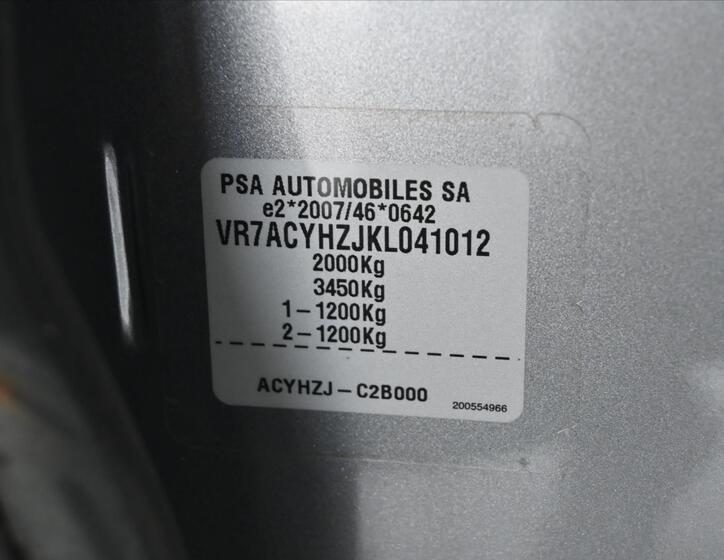 PSA AUTOMOBILES SA
e2*2007/46*0642
VR7ACYHZJKL041012
2000Kg
3450Kg
1-1200Kg
2-1200Kg
ACYHZJ-C2B000
200554966